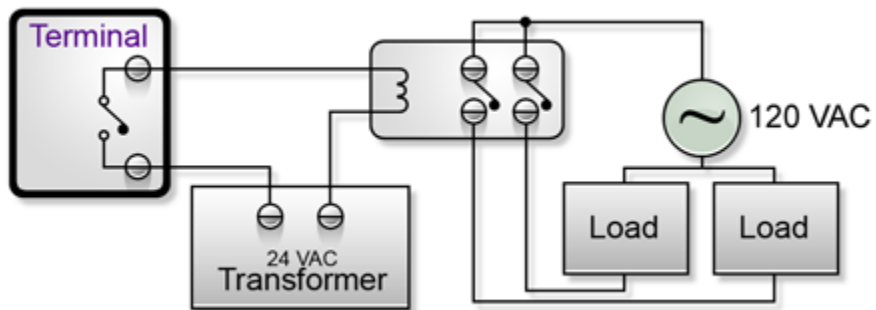 Terminal
120 VAC
Load
Load
24 VAC
Transformer